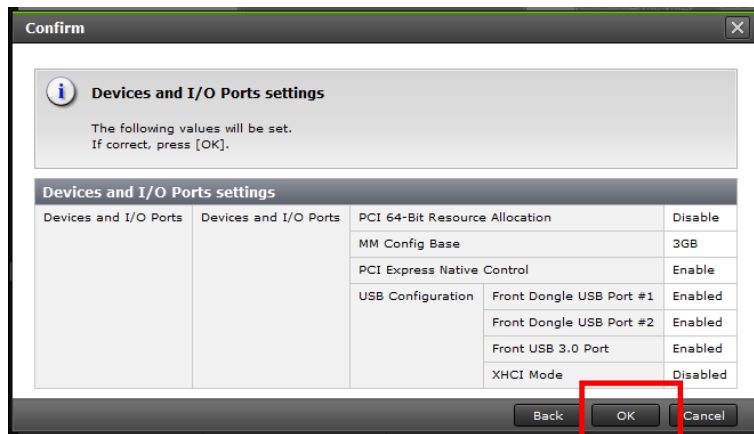 Confirm
Devices and I/O Ports settings
The following values will be set.
If correct, press [OK].
Devices and I/O Ports settings
Devices and I/O Ports Devices and I/O Ports PCI 64-Bit Resource Allocation Disable
MM Config Base 3GB
PCI Express Native Control Enable
USB Configuration Front Dongle USB Port #1 Enabled
Front Dongle USB Port #2 Enabled
Front USB 3.0 Port Enabled
XHCI Mode Disabled
Back OK Cancel